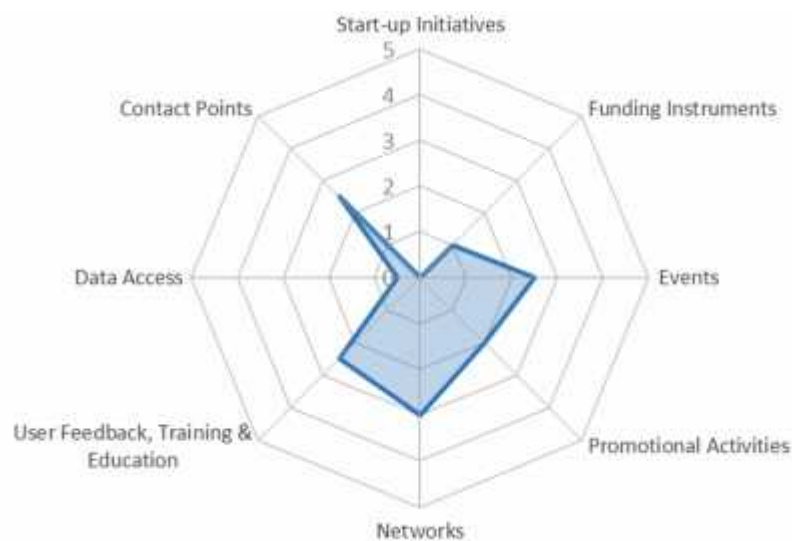 Start-up Initiatives
5
Contact Points
4
Funding Instruments
3
2
1
Data Access
0
Events
User Feedback, Training &
Education
Promotional Activities
Networks